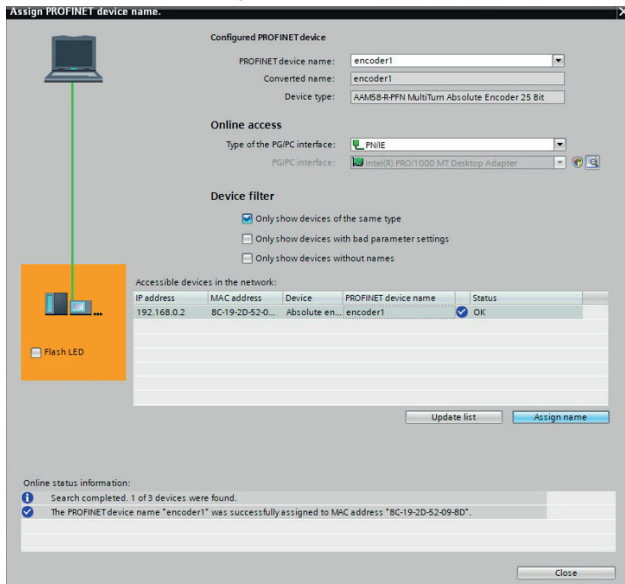 Assign PROFINET device name.
Configured PROFINET device
PROFINET device name: encoder1
Converted name: encoder1
Device type: AAM58-R-PFN MultiTurn Absolute Encoder 25 Bit
Online access
Type of the PG/PC interface: PN/IE
PG/PC interface: Intel(R) PRO/1000 MT Desktop Adapter
Device filter
Only show devices of the same type
Only show devices with bad parameter settings
Only show devices without names
Accessible devices in the network:
IP address MAC address Device PROFINET device name Status
192.168.0.2 8C-19-2D-52-0... Absolute en... encoder1 OK
Flash LED
Update list Assign name
Online status information:
Search completed. 1 of 3 devices were found.
The PROFINET device name "encoder1" was successfully assigned to MAC address "8C-19-2D-52-09-8D".
Close